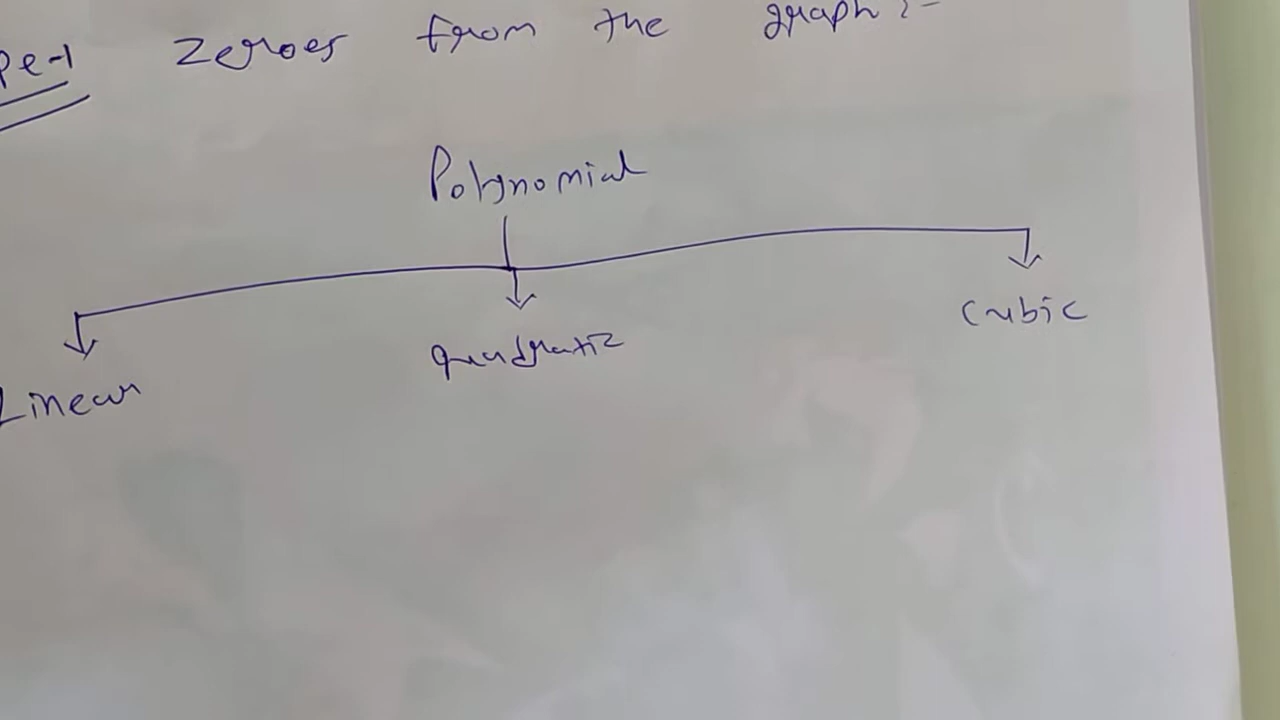 pe-1 zeroes from the graph:-
Polynomial
Linear quadratic cubic